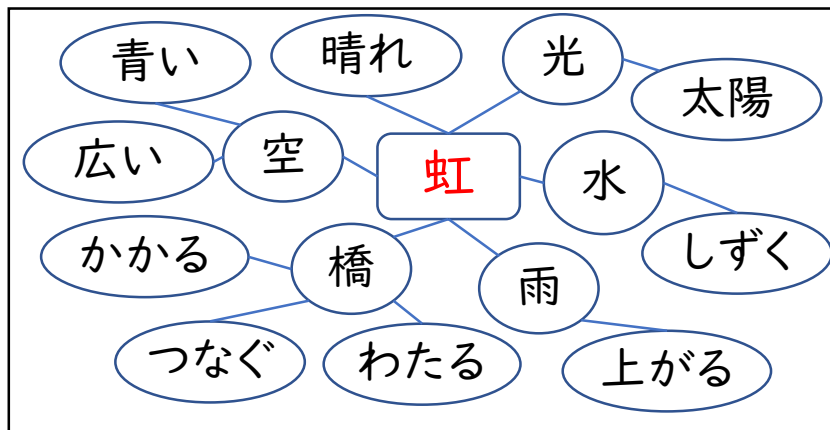 青い
晴れ
光
太陽
広い
空
虹
水
かかる
橋
雨
しずく
つなぐ
わたる
上がる